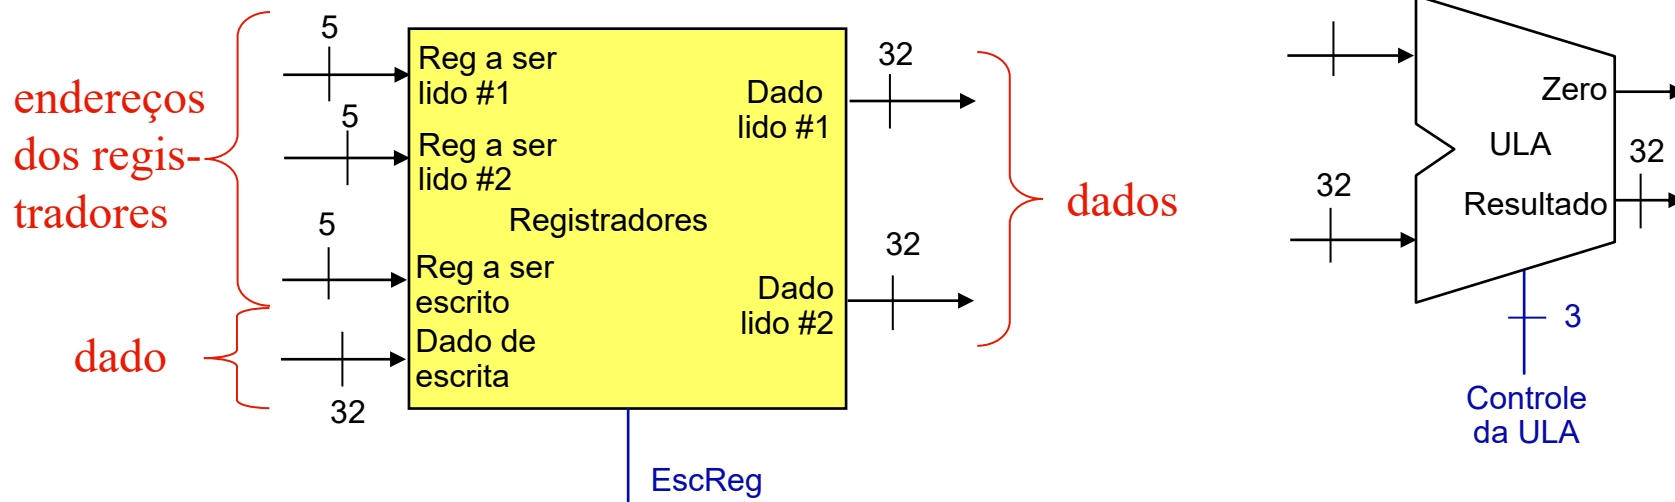 endereços
dos regis-
tradores
dado
5
5
5
32
Reg a ser
lido #1
Reg a ser
lido #2
Registradores
Reg a ser
escrito
Dado de
escrita
Dado
lido #1
Dado
lido #2
EscReg
32
32
dados
32
Zero
ULA
Resultado
32
3
Controle
da ULA